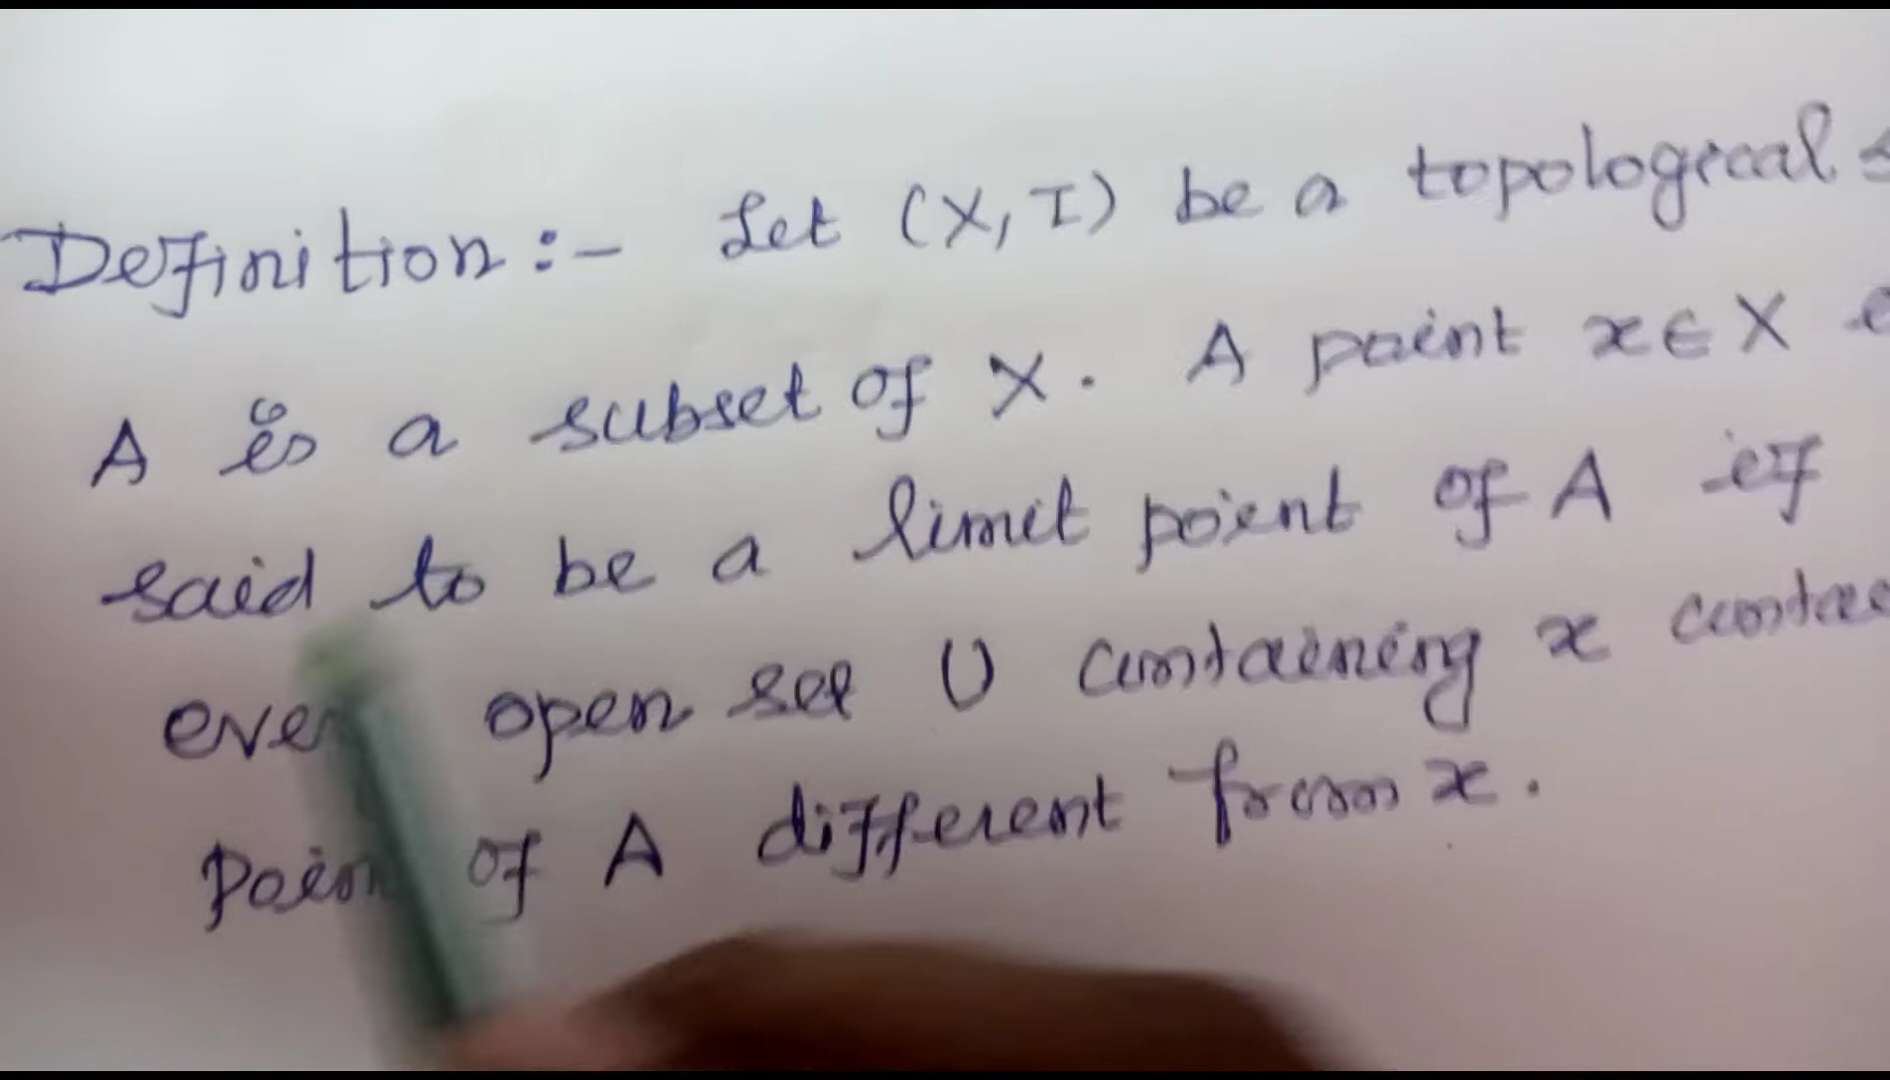 Definition :- Let (X, T) be a topological
A is a subset of X. A point x ∈ X
said to be a limit point of A if
open set U containing x
of A different from x.